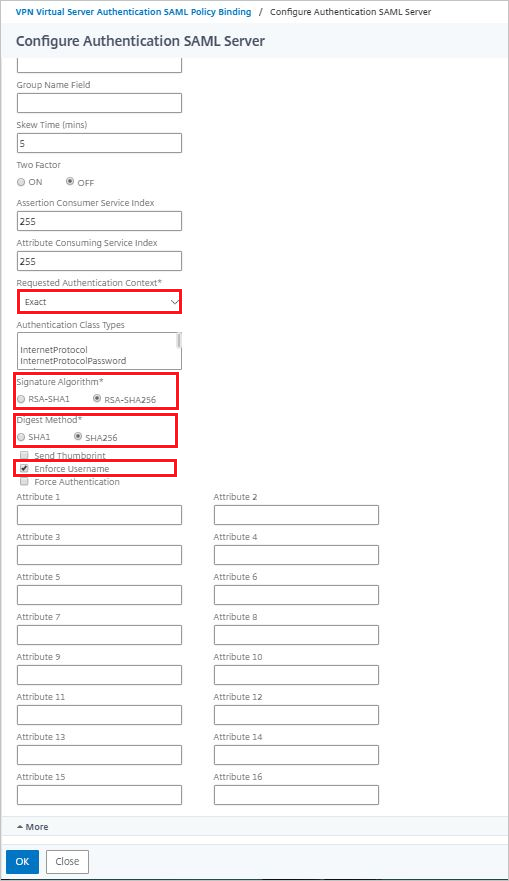 VPN Virtual Server Authentication SAML Policy Binding / Configure Authentication SAML Server
Configure Authentication SAML Server
Group Name Field
Skew Time (mins)
5
Two Factor
ON OFF
Assertion Consumer Service Index
255
Attribute Consuming Service Index
255
Requested Authentication Context*
Exact
Authentication Class Types
InternetProtocol
InternetProtocolPassword
Signature Algorithm*
RSA-SHA1 RSA-SHA256
Digest Method*
SHA1 SHA256
Send Thumbprint
Enforce Username
Force Authentication
Attribute 1 Attribute 2
Attribute 3 Attribute 4
Attribute 5 Attribute 6
Attribute 7 Attribute 8
Attribute 9 Attribute 10
Attribute 11 Attribute 12
Attribute 13 Attribute 14
Attribute 15 Attribute 16
More
OK Close